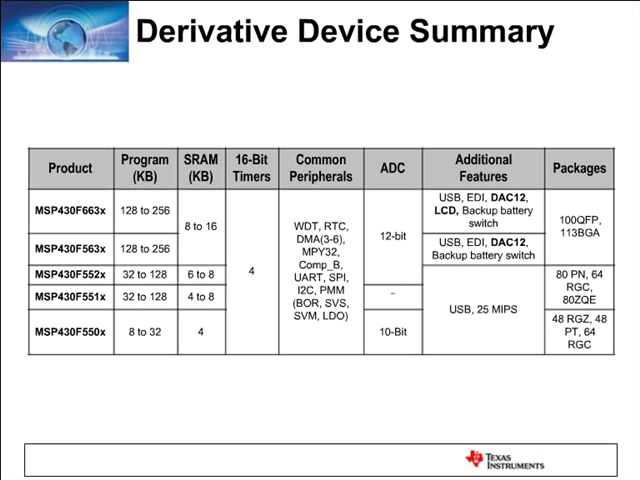 Derivative Device Summary
Product Program (KB) SRAM (KB) 16-Bit Timers Common Peripherals ADC Additional Features Packages
MSP430F663x 128 to 256 8 to 16 4 WDT, RTC, DMA(3-6), MPY32, Comp_B, UART, SPI, I2C, PMM (BOR, SVS, SVM, LDO) 12-bit USB, EDI, DAC12, LCD, Backup battery switch 100QFP, 113BGA
MSP430F563x 128 to 256 USB, EDI, DAC12, Backup battery switch
MSP430F552x 32 to 128 6 to 8 USB, 25 MIPS 80 PN, 64 RGC, 80ZQE
MSP430F551x 32 to 128 4 to 8 -
MSP430F550x 8 to 32 4 10-Bit 48 RGZ, 48 PT, 64 RGC
TEXAS
INSTRUMENTS